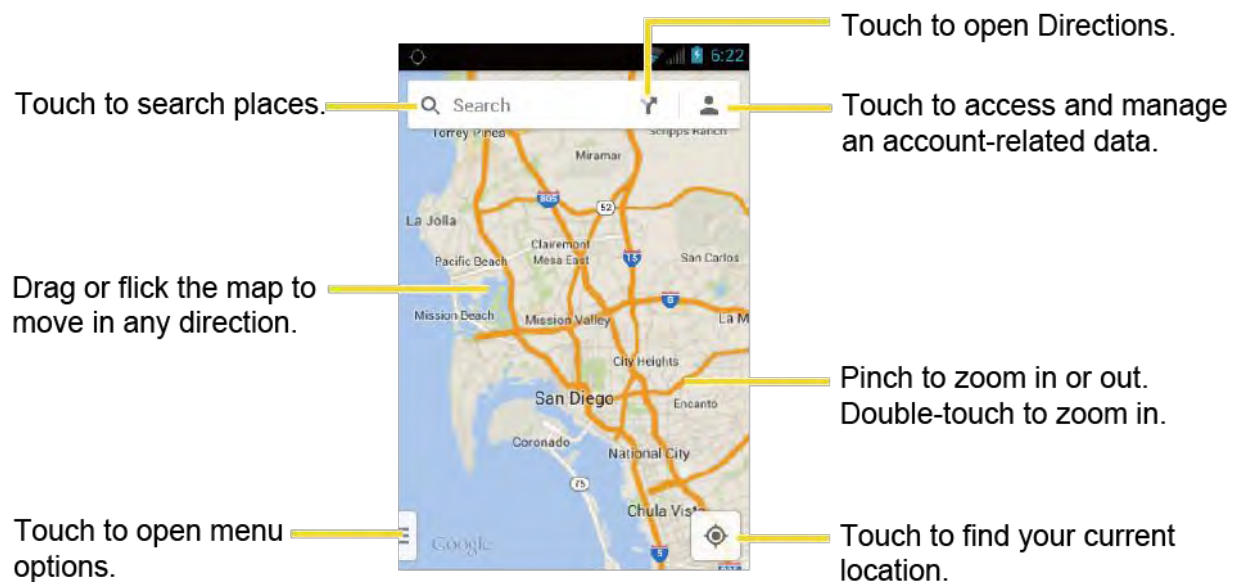 Touch to open Directions.
6:22
Touch to search places.
Search
Touch to access and manage
an account-related data.
Torrey Pines
Scripps Ranch
Miramar
805
52
La Jolla
Clairemont
Mesa East
15
San Carlos
Pacific Beach
Drag or flick the map to
move in any direction.
8
Mission Beach
Mission Valley
La M
City Heights
Pinch to zoom in or out.
Double-touch to zoom in.
San Diego
Encanto
Coronado
National City
75
Chula Vista
Touch to open menu
options.
Google
5
Touch to find your current
location.